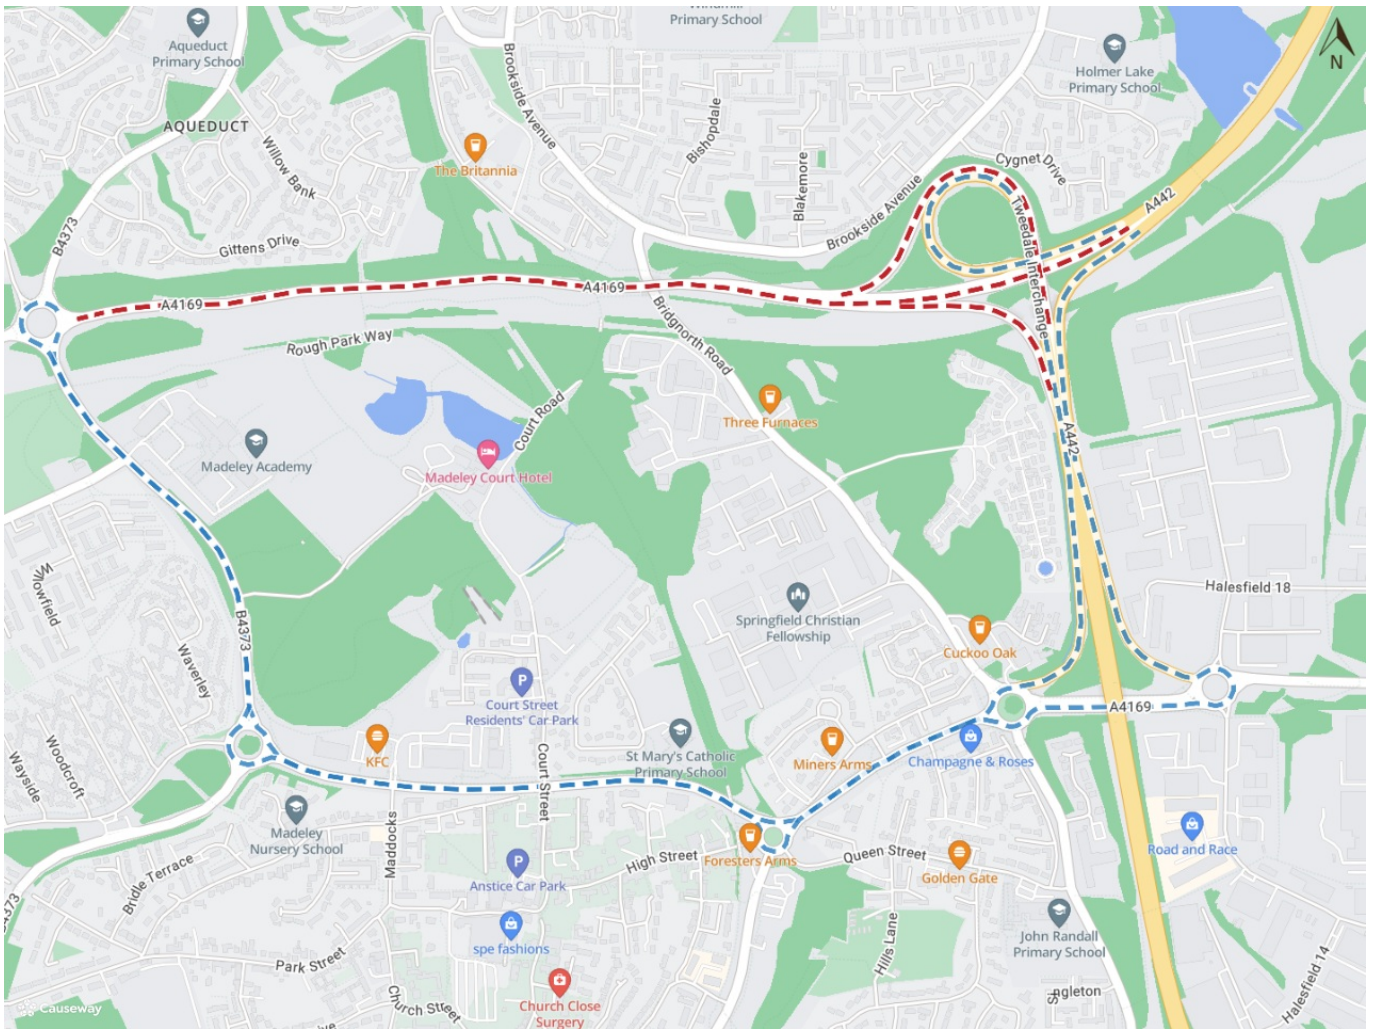 Primary School
Aqueduct
Primary School
Holmer Lake
Primary School
N
AQUEDUCT
Willow Bank
The Britannia
Brookside Avenue
Bishopdale
Blakemore
Brookside Avenue
Cygnet Drive
A442
B4373
Gittens Drive
Tweedale Interchange
A4169
A4169
Rough Park Way
Bridgnorth Road
Court Road
Three Furnaces
A442
Madeley Academy
Madeley Court Hotel
Halesfield 18
Springfield Christian
Fellowship
B4373
Waverley
Cuckoo Oak
Court Street
Residents' Car Park
A4169
Woodcroft
Wayside
KFC
Court Street
St Mary's Catholic
Primary School
Miners Arms
Champagne & Roses
Madeley
Nursery School
Maddocks
Road and Race
High Street
Foresters Arms
Queen Street
Golden Gate
Bridle Terrace
Anstice Car Park
spe fashions
Hills Lane
John Randall
Primary School
Park Street
Church Street
Church Close
Surgery
Halesfield 14
Causeway